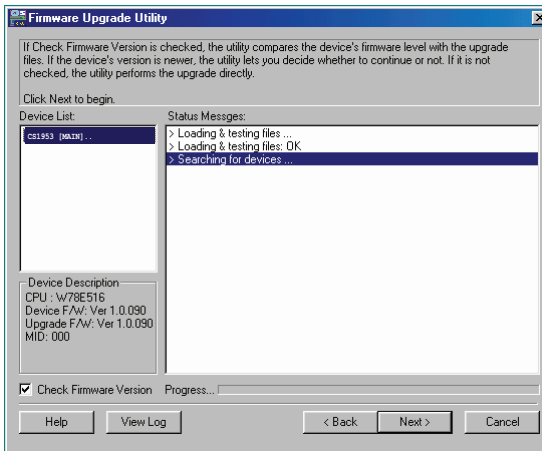 Firmware Upgrade Utility
If Check Firmware Version is checked, the utility compares the device's firmware level with the upgrade
files. If the device's version is newer, the utility lets you decide whether to continue or not. If it is not
checked, the utility performs the upgrade directly.
Click Next to begin.
Device List:
Status Messges:
CS1953 [MAIN]..
> Loading & testing files ...
> Loading & testing files: OK
> Searching for devices ...
Device Description
CPU : W78E516
Device F/W: Ver 1.0.090
Upgrade F/W: Ver 1.0.090
MID: 000
Check Firmware Version
Progress...
Help
View Log
< Back
Next >
Cancel